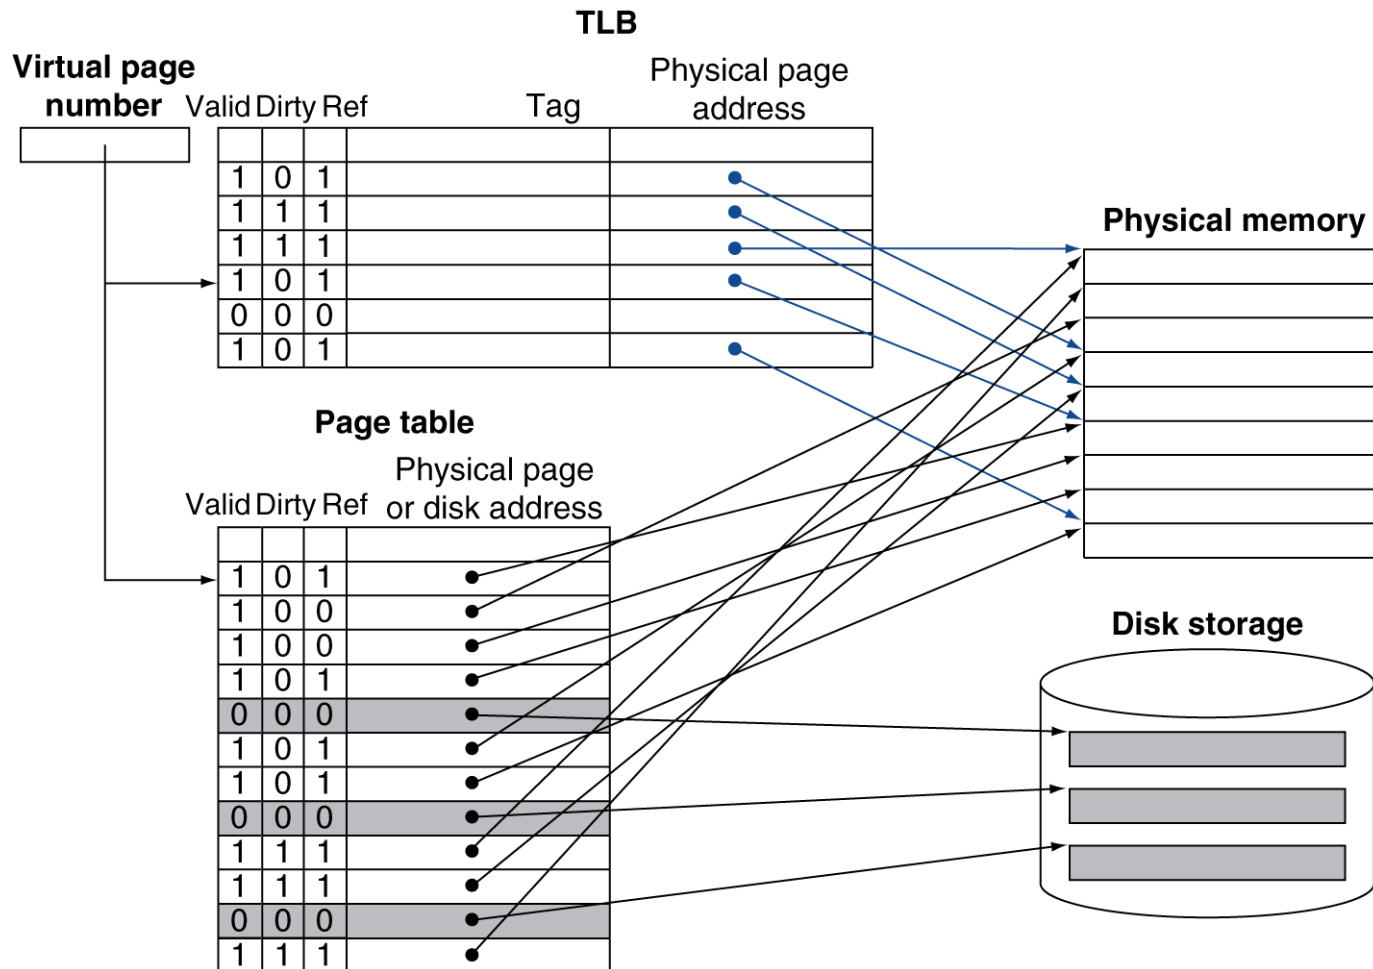 TLB
Virtual page
number
Valid Dirty Ref
Tag
Physical page
address
1 0 1
1 1 1
1 1 1
1 0 1
0 0 0
1 0 1
Physical memory
Page table
Physical page
or disk address
Valid Dirty Ref
1 0 1
1 0 0
1 0 0
1 0 1
0 0 0
1 0 1
1 0 1
0 0 0
1 1 1
1 1 1
0 0 0
1 1 1
Disk storage